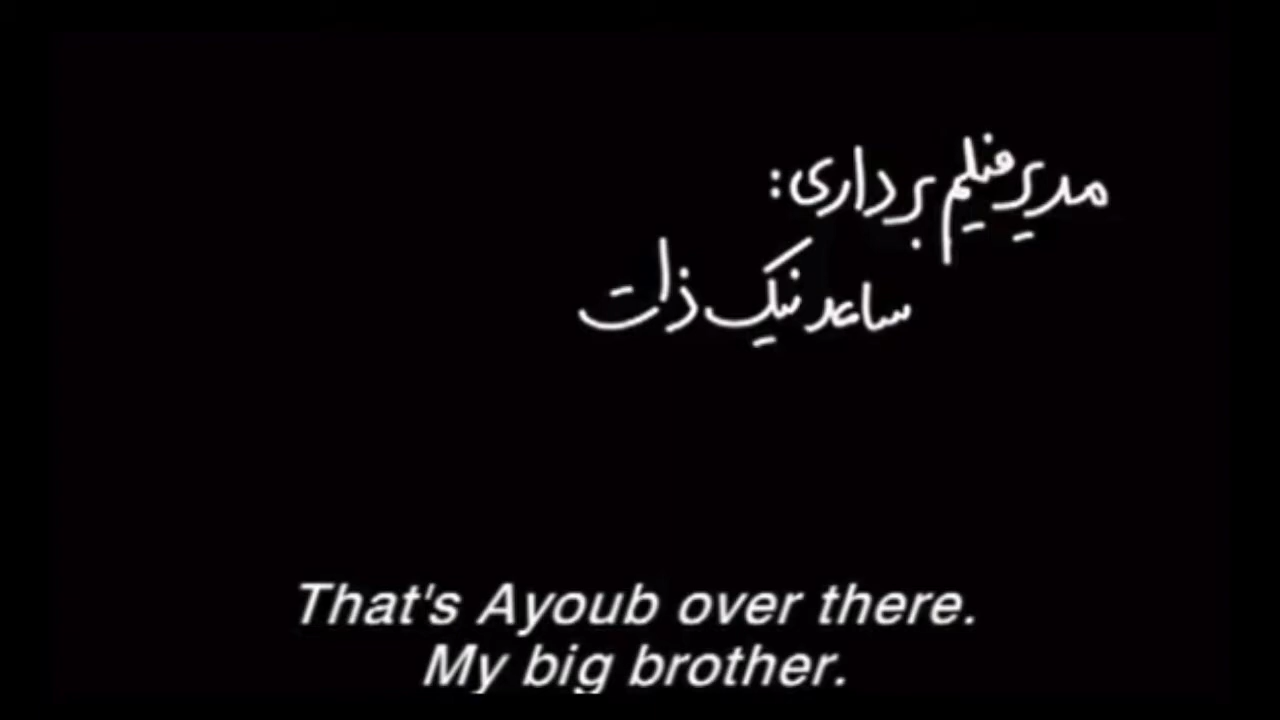 مدیر فیلم برداری:
ساعد نیک ذات
That's Ayoub over there.
My big brother.